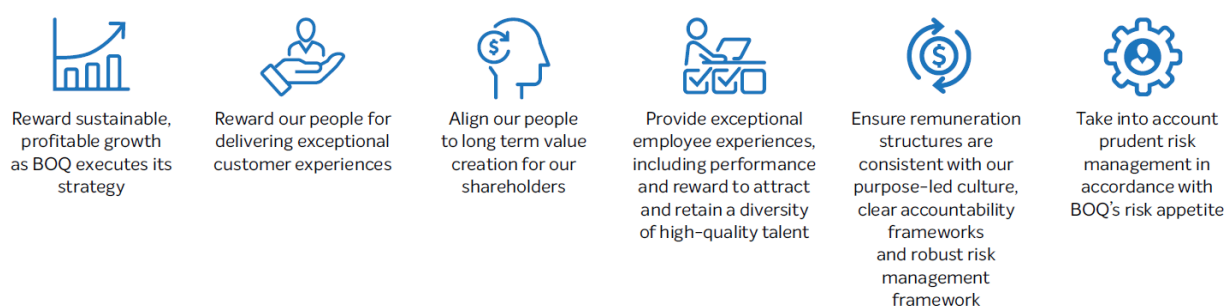 Reward sustainable,
profitable growth
as BOQ executes its
strategy
Reward our people for
delivering exceptional
customer experiences
Align our people
to long term value
creation for our
shareholders
Provide exceptional
employee experiences,
including performance
and reward to attract
and retain a diversity
of high-quality talent
Ensure remuneration
structures are
consistent with our
purpose-led culture,
clear accountability
frameworks
and robust risk
management
framework
Take into account
prudent risk
management in
accordance with
BOQ's risk appetite